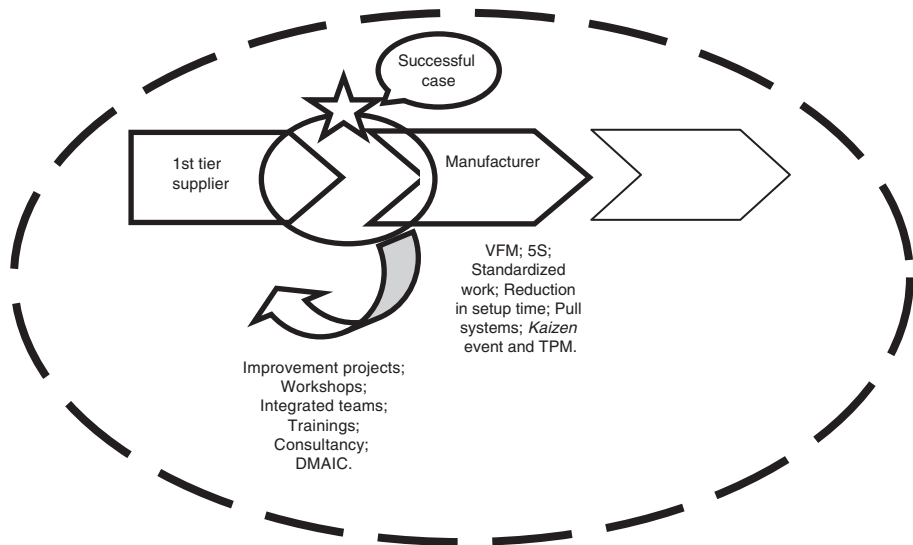 Successful
case
1st tier
supplier
Manufacturer
VFM; 5S;
Standardized
work; Reduction
in setup time; Pull
systems; Kaizen
event and TPM.
Improvement projects;
Workshops;
Integrated teams;
Trainings;
Consultancy;
DMAIC.